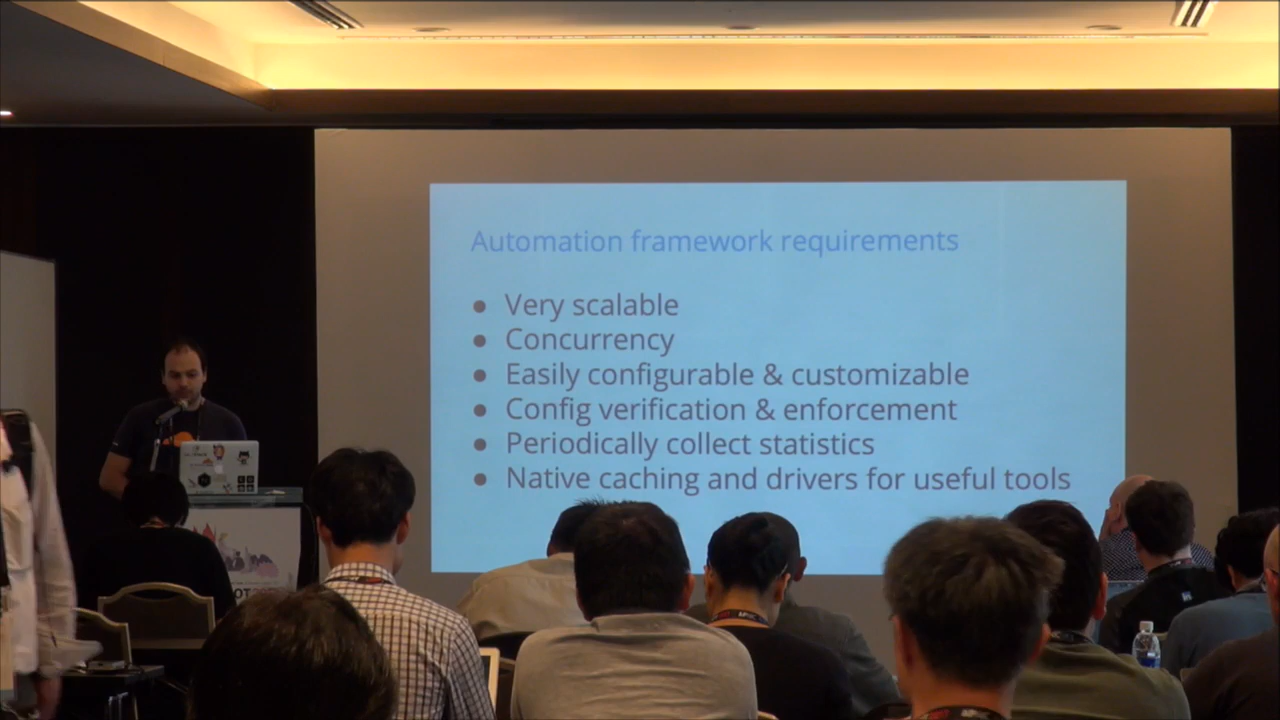 Automation framework requirements
● Very scalable
● Concurrency
● Easily configurable & customizable
● Config verification & enforcement
● Periodically collect statistics
● Native caching and drivers for useful tools